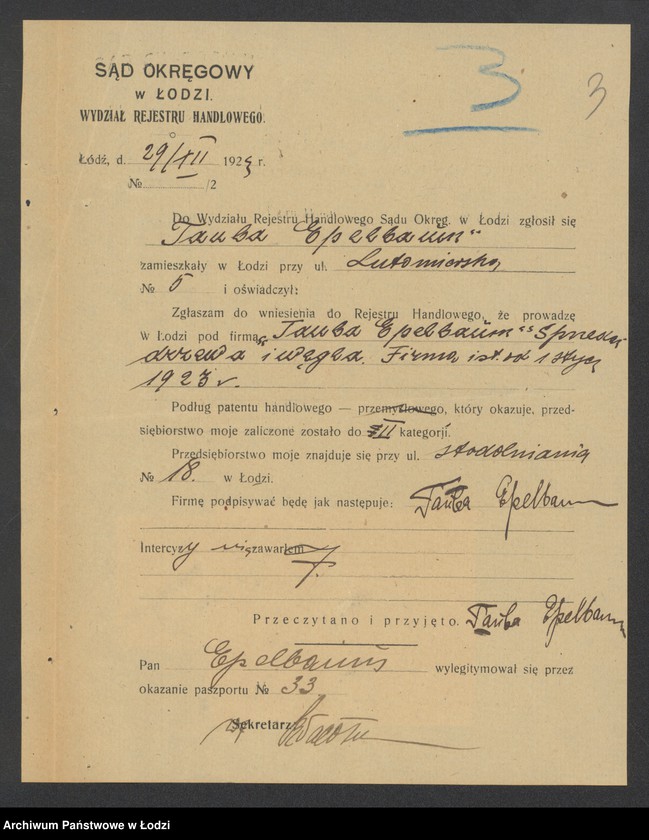 SĄD OKRĘGOWY
w ŁODZI.
WYDZIAŁ REJESTRU HANDLOWEGO.
3
3
Łódź, d. 29/XII 1923 r.
№ /2
Do Wydziału Rejestru Handlowego Sądu Okręg. w Łodzi zgłosił się
Tauba Epelbaum"
zamieszkały w Łodzi przy ul. Lutomierska
№ i oświadczył:
Zgłaszam do wniesienia do Rejestru Handlowego, że prowadzę
w Łodzi pod firmą „Tauba Epelbaum" Sprzedaż
drzewa i węgla. Firma ist. od 1 stycz
1923 r.
Podług patentu handlowego — przemysłowego, który okazuje, przed-
siębiorstwo moje zaliczone zostało do III kategorji.
Przedsiębiorstwo moje znajduje się przy ul. Stodolniania
№ 18. w Łodzi.
Firmę podpisywać będę jak następuje: Tauba Epelbaum
Intercyzy nie zawarłem
Przeczytano i przyjęto. Tauba Epelbaum
Pan Epelbaum wylegitymował się przez
okazanie paszportu № 33
Sekretarz
Archiwum Państwowe w Łodzi